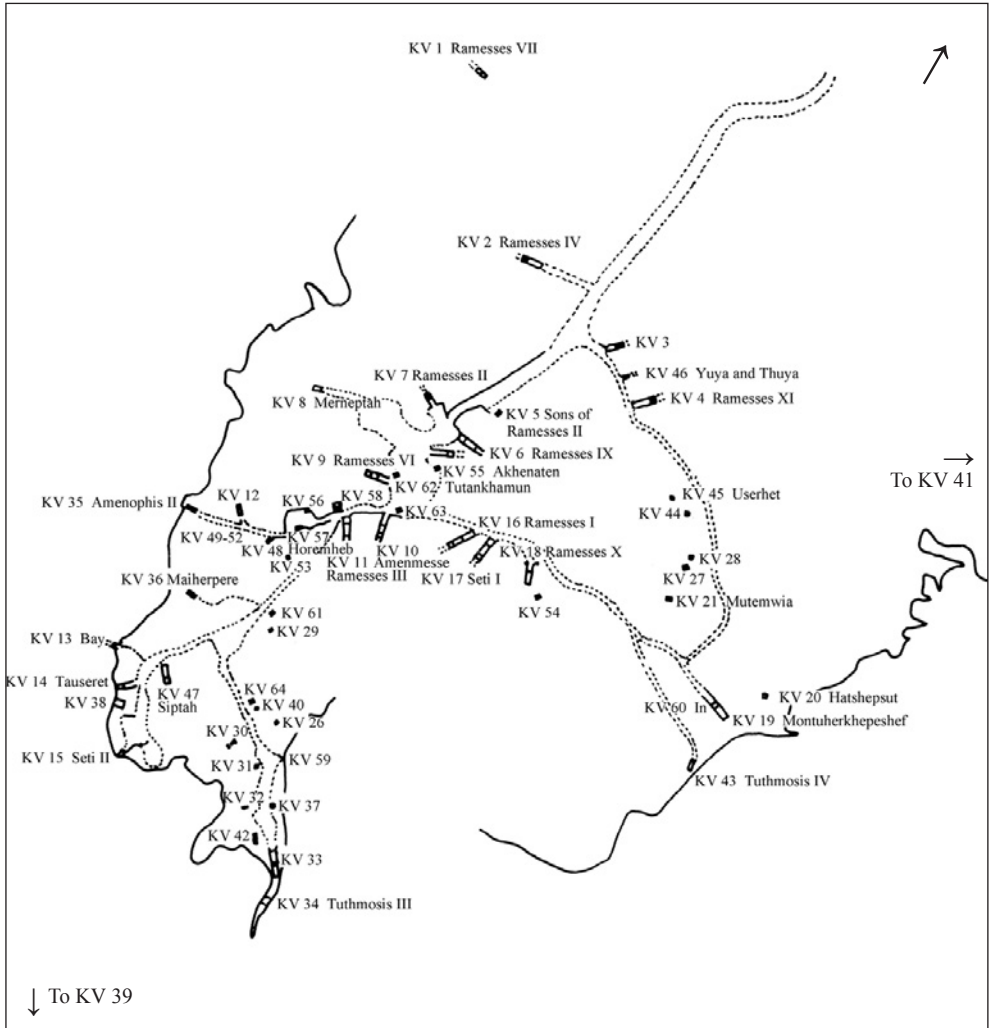 KV 1 Ramesses VII
KV 2 Ramesses IV
KV 3
KV 46 Yuya and Thuya
KV 7 Ramesses II
KV 8 Merneptah
KV 4 Ramesses XI
KV 5 Sons of
Ramesses II
KV 6 Ramesses IX
KV 9 Ramesses VI
KV 55 Akhenaten
→
To KV 41
KV 62
Tutankhamun
KV 35 Amenophis II
KV 12
KV 56
KV 58
KV 45 Userhet
KV 63
KV 44
KV 16 Ramesses I
KV 49-52
KV 57
Horemheb
KV 48
KV 53
KV 11
Ramesses III
KV 10
Amenmesse
KV 18 Ramesses X
KV 17 Seti I
KV 28
KV 27
KV 36 Maiherpere
KV 54
KV 21 Mutemwia
KV 61
KV 29
KV 13 Bay
KV 14 Tauseret
KV 38
KV 47
Siptah
KV 64
KV 40
KV 26
KV 20 Hatshepsut
KV 60 In
KV 19 Montuherkhepeshef
KV 30
KV 15 Seti II
KV 59
KV 31
KV 43 Tuthmosis IV
KV 32
KV 37
KV 42
KV 33
KV 34 Tuthmosis III
↓ To KV 39